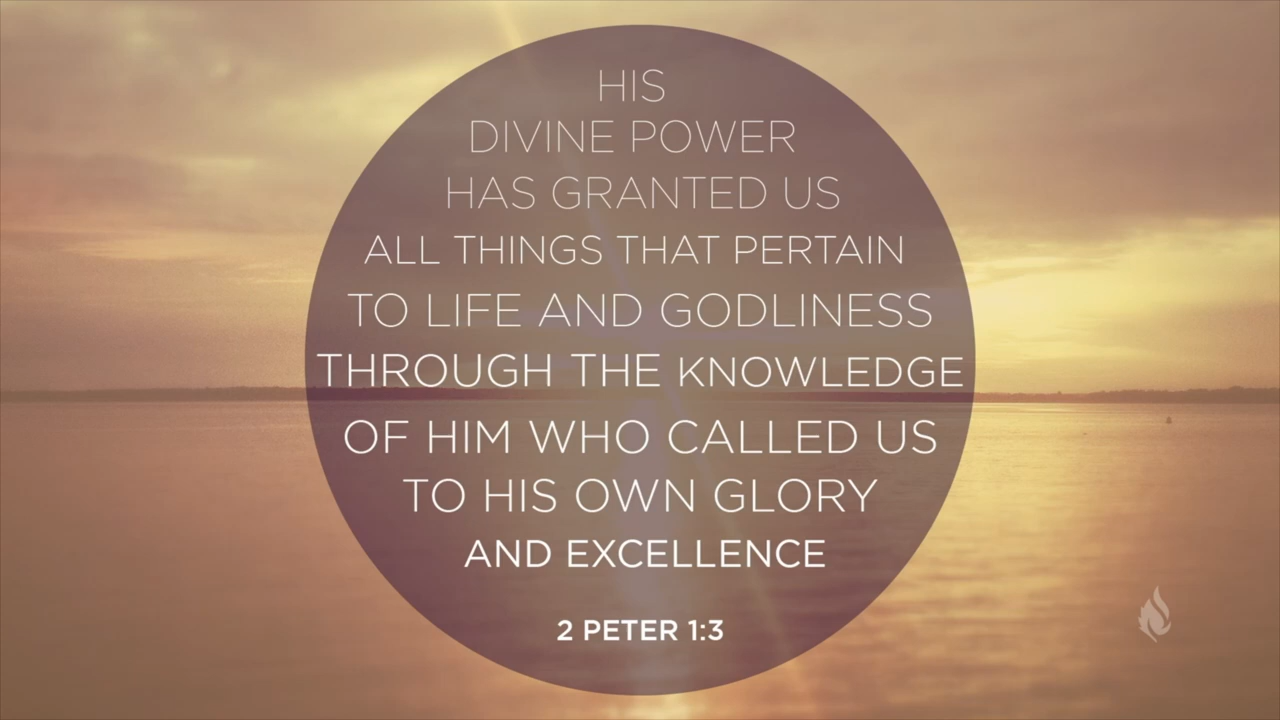 HIS
DIVINE POWER
HAS GRANTED US
ALL THINGS THAT PERTAIN
TO LIFE AND GODLINESS
THROUGH THE KNOWLEDGE
OF HIM WHO CALLED US
TO HIS OWN GLORY
AND EXCELLENCE
2 PETER 1:3